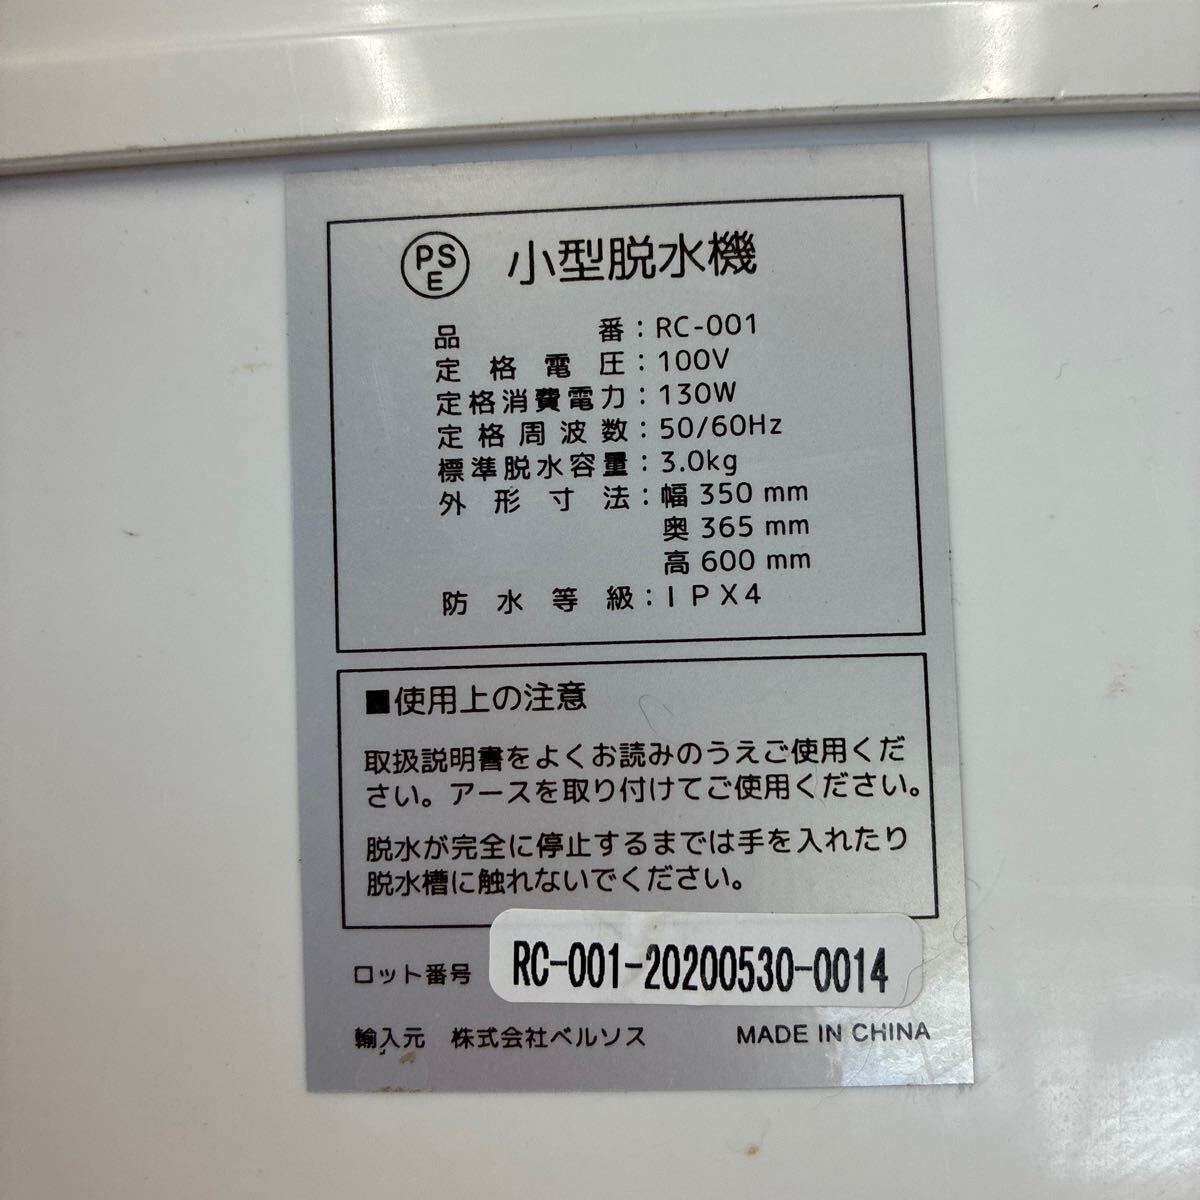 PS
E
小型脱水機
品番：RC-001
定格電圧：100V
定格消費電力：130W
定格周波数：50/60Hz
標準脱水容量：3.0kg
外形寸法：幅 350 mm
奥 365 mm
高 600 mm
防水等級：IPX4
■使用上の注意
取扱説明書をよくお読みのうえご使用くだ
さい。アースを取り付けてご使用ください。
脱水が完全に停止するまでは手を入れたり
脱水槽に触れないでください。
ロット番号 RC-001-20200530-0014
輸入元 株式会社ベルソス MADE IN CHINA